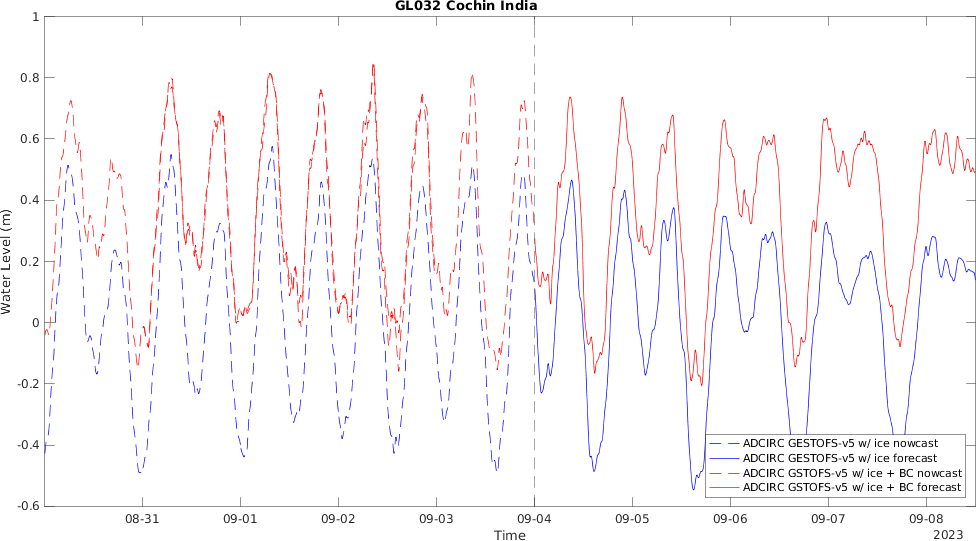 GL032 Cochin India
1
0.8
0.6
0.4
0.2
0
-0.2
-0.4
-0.6
Water Level (m)
08-31
09-01
09-02
09-03
09-04
09-05
09-06
09-07
09-08
Time
2023
ADCIRC GESTOFS-v5 w/ ice nowcast
ADCIRC GESTOFS-v5 w/ ice forecast
ADCIRC GSTOFS-v5 w/ ice + BC nowcast
ADCIRC GSTOFS-v5 w/ ice + BC forecast